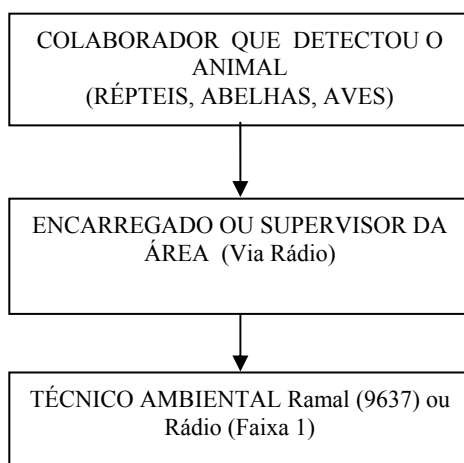 COLABORADOR QUE DETECTOU O
ANIMAL
(RÉPTEIS, ABELHAS, AVES)
ENCARREGADO OU SUPERVISOR DA
ÁREA (Via Rádio)
TÉCNICO AMBIENTAL Ramal (9637) ou
Rádio (Faixa 1)